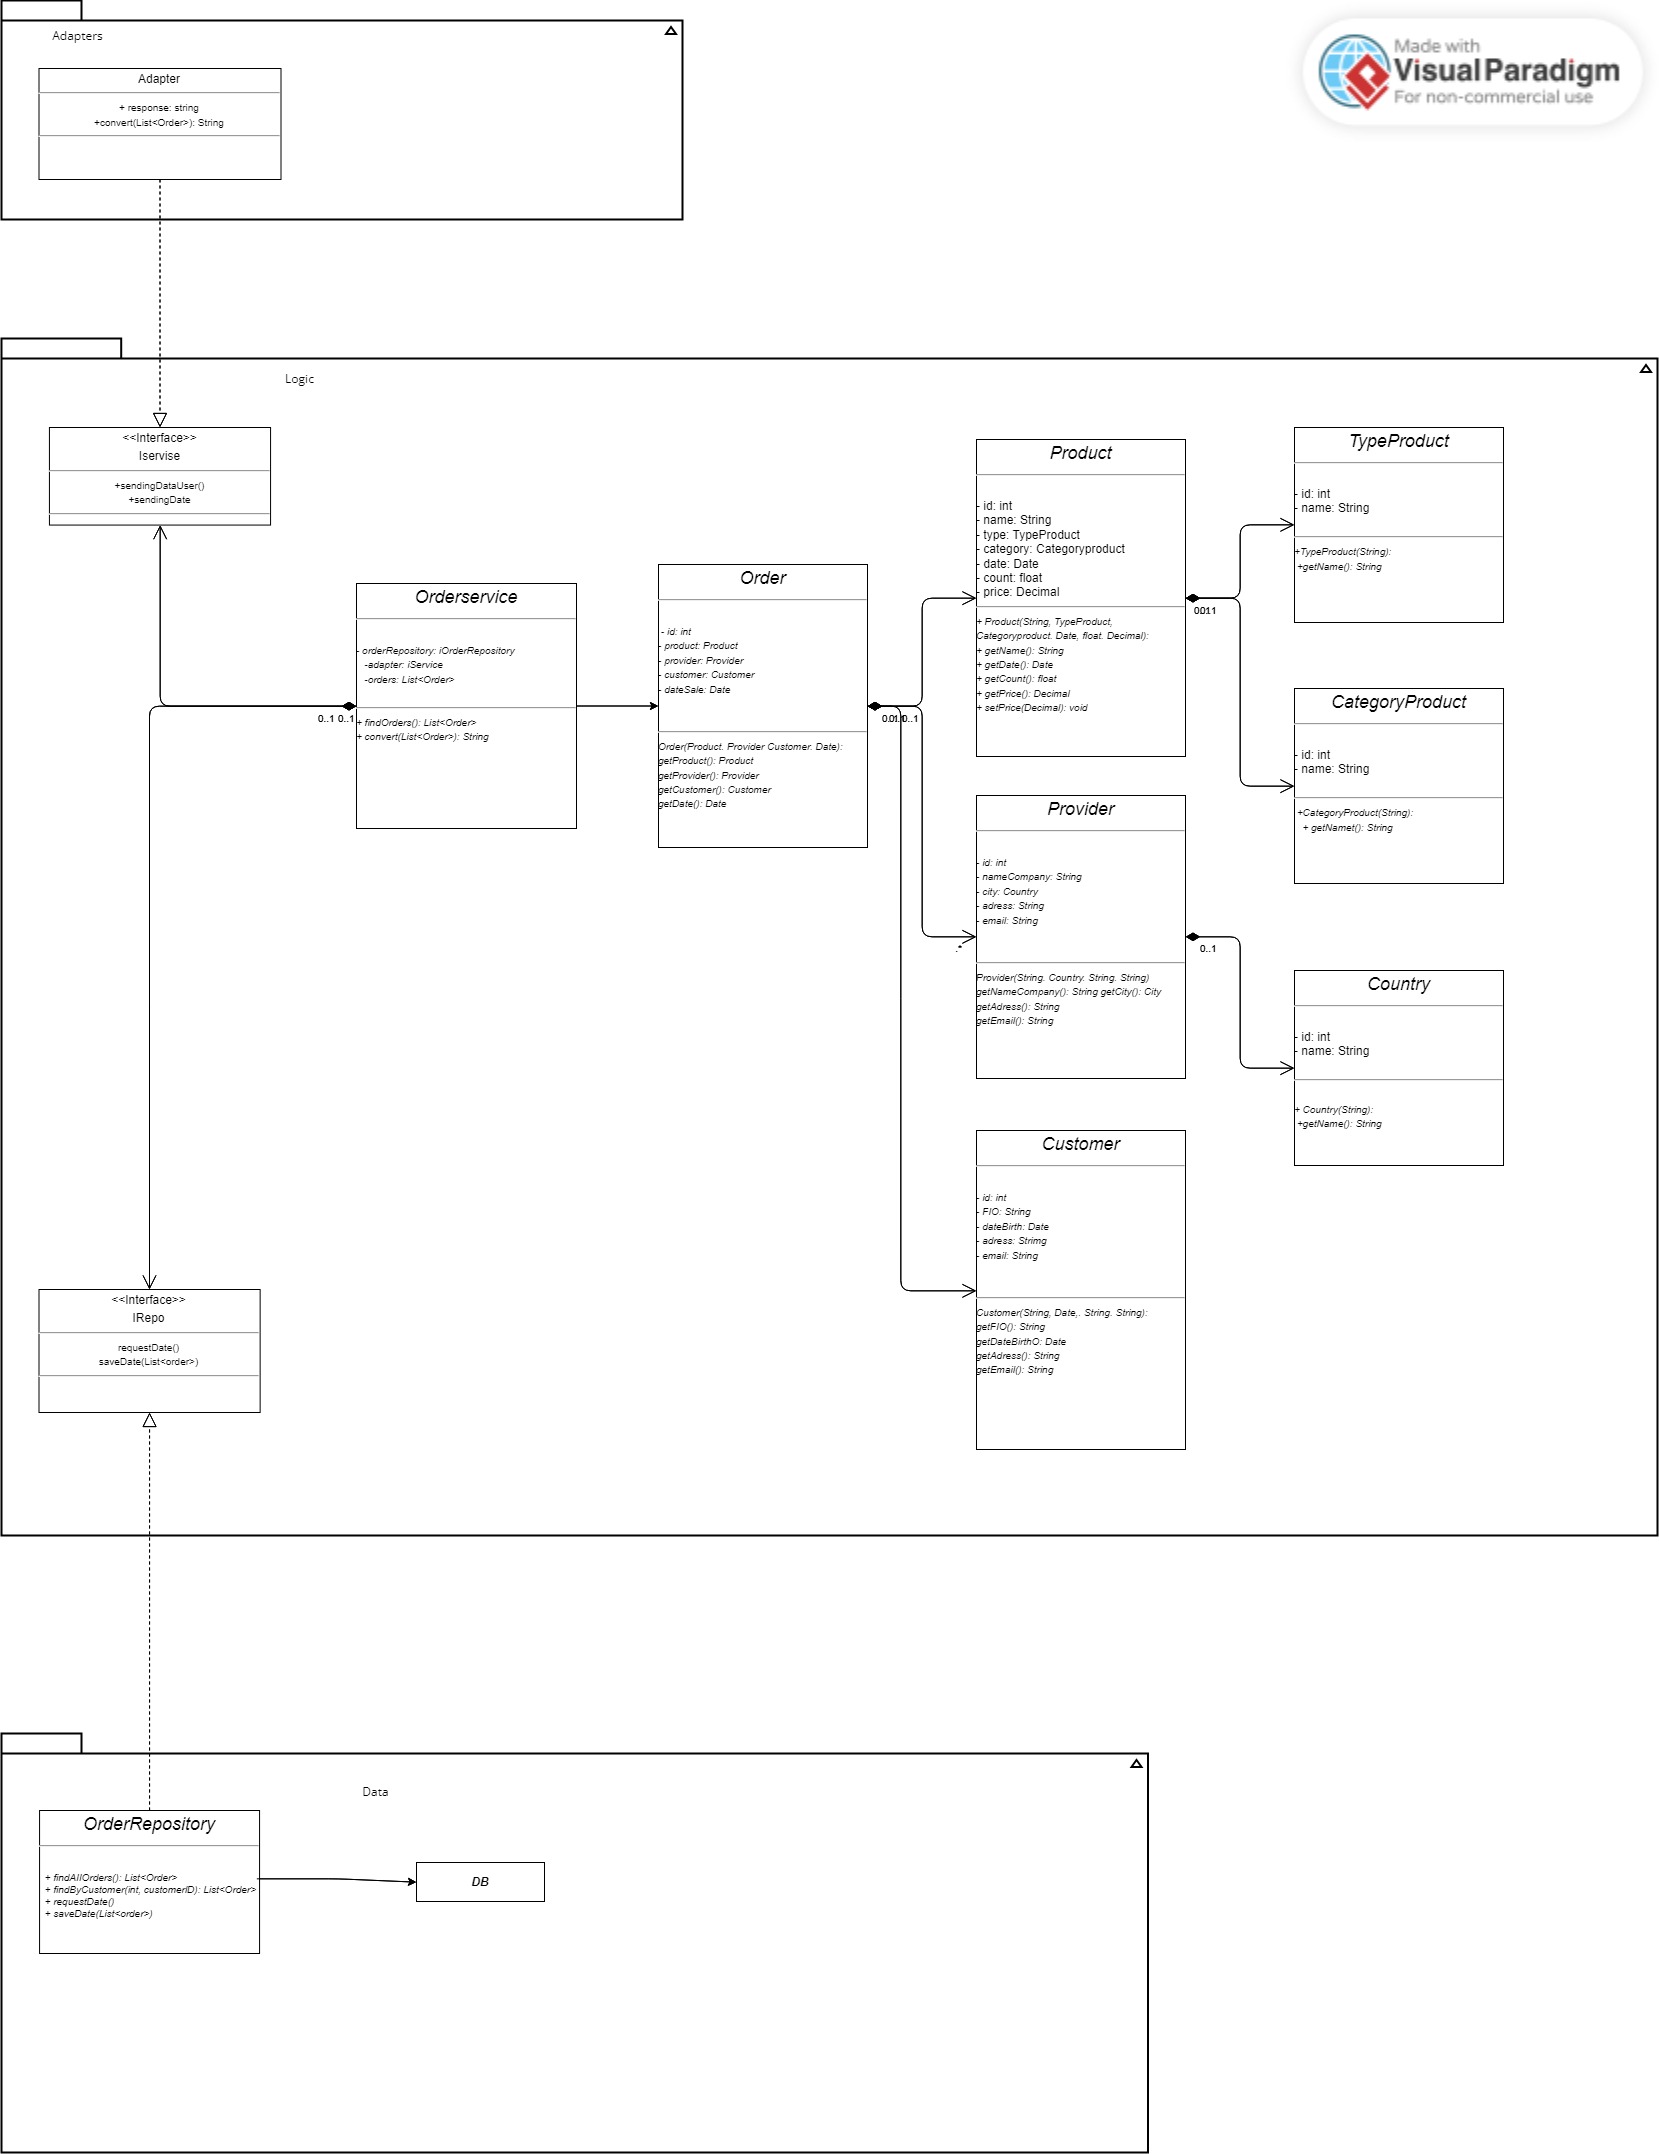 Adapters
Adapter
+ response: string
+convert(List<Order>): String
Made with
Visual Paradigm
For non-commercial use
Logic
<<Interface>>
Iservise
+sendingDataUser()
+sendingDate
Orderservice
- orderRepository: iOrderRepository
-adapter: iService
-orders: List<Order>
+ findOrders(): List<Order>
+ convert(List<Order>): String
0..1 0..1
Order
- id: int
- product: Product
- provider: Provider
- customer: Customer
- dateSale: Date
Order(Product. Provider Customer. Date):
getProduct(): Product
getProvider(): Provider
getCustomer(): Customer
getDate(): Date
Product
- id: int
- name: String
- type: TypeProduct
- category: Categoryproduct
- date: Date
- count: float
- price: Decimal
+ Product(String, TypeProduct,
Categoryproduct. Date, float. Decimal):
+ getName(): String
+ getDate(): Date
+ getCount(): float
+ getPrice(): Decimal
+ setPrice(Decimal): void
TypeProduct
- id: int
- name: String
+TypeProduct(String):
+getName(): String
CategoryProduct
- id: int
- name: String
+CategoryProduct(String):
+ getNamet(): String
Provider
- id: int
- nameCompany: String
- city: Country
- adress: String
- email: String
Provider(String. Country. String. String)
getNameCompany(): String getCity(): City
getAdress(): String
getEmail(): String
.*
0..1
Country
- id: int
- name: String
+ Country(String):
+getName(): String
Customer
- id: int
- FIO: String
- dateBirth: Date
- adress: Strimg
- email: String
Customer(String, Date,. String. String):
getFIO(): String
getDateBirthO: Date
getAdress(): String
getEmail(): String
<<Interface>>
IRepo
requestDate()
saveDate(List<order>)
Data
OrderRepository
+ findAllOrders(): List<Order>
+ findByCustomer(int, customerID): List<Order>
+ requestDate()
+ saveDate(List<order>)
DB